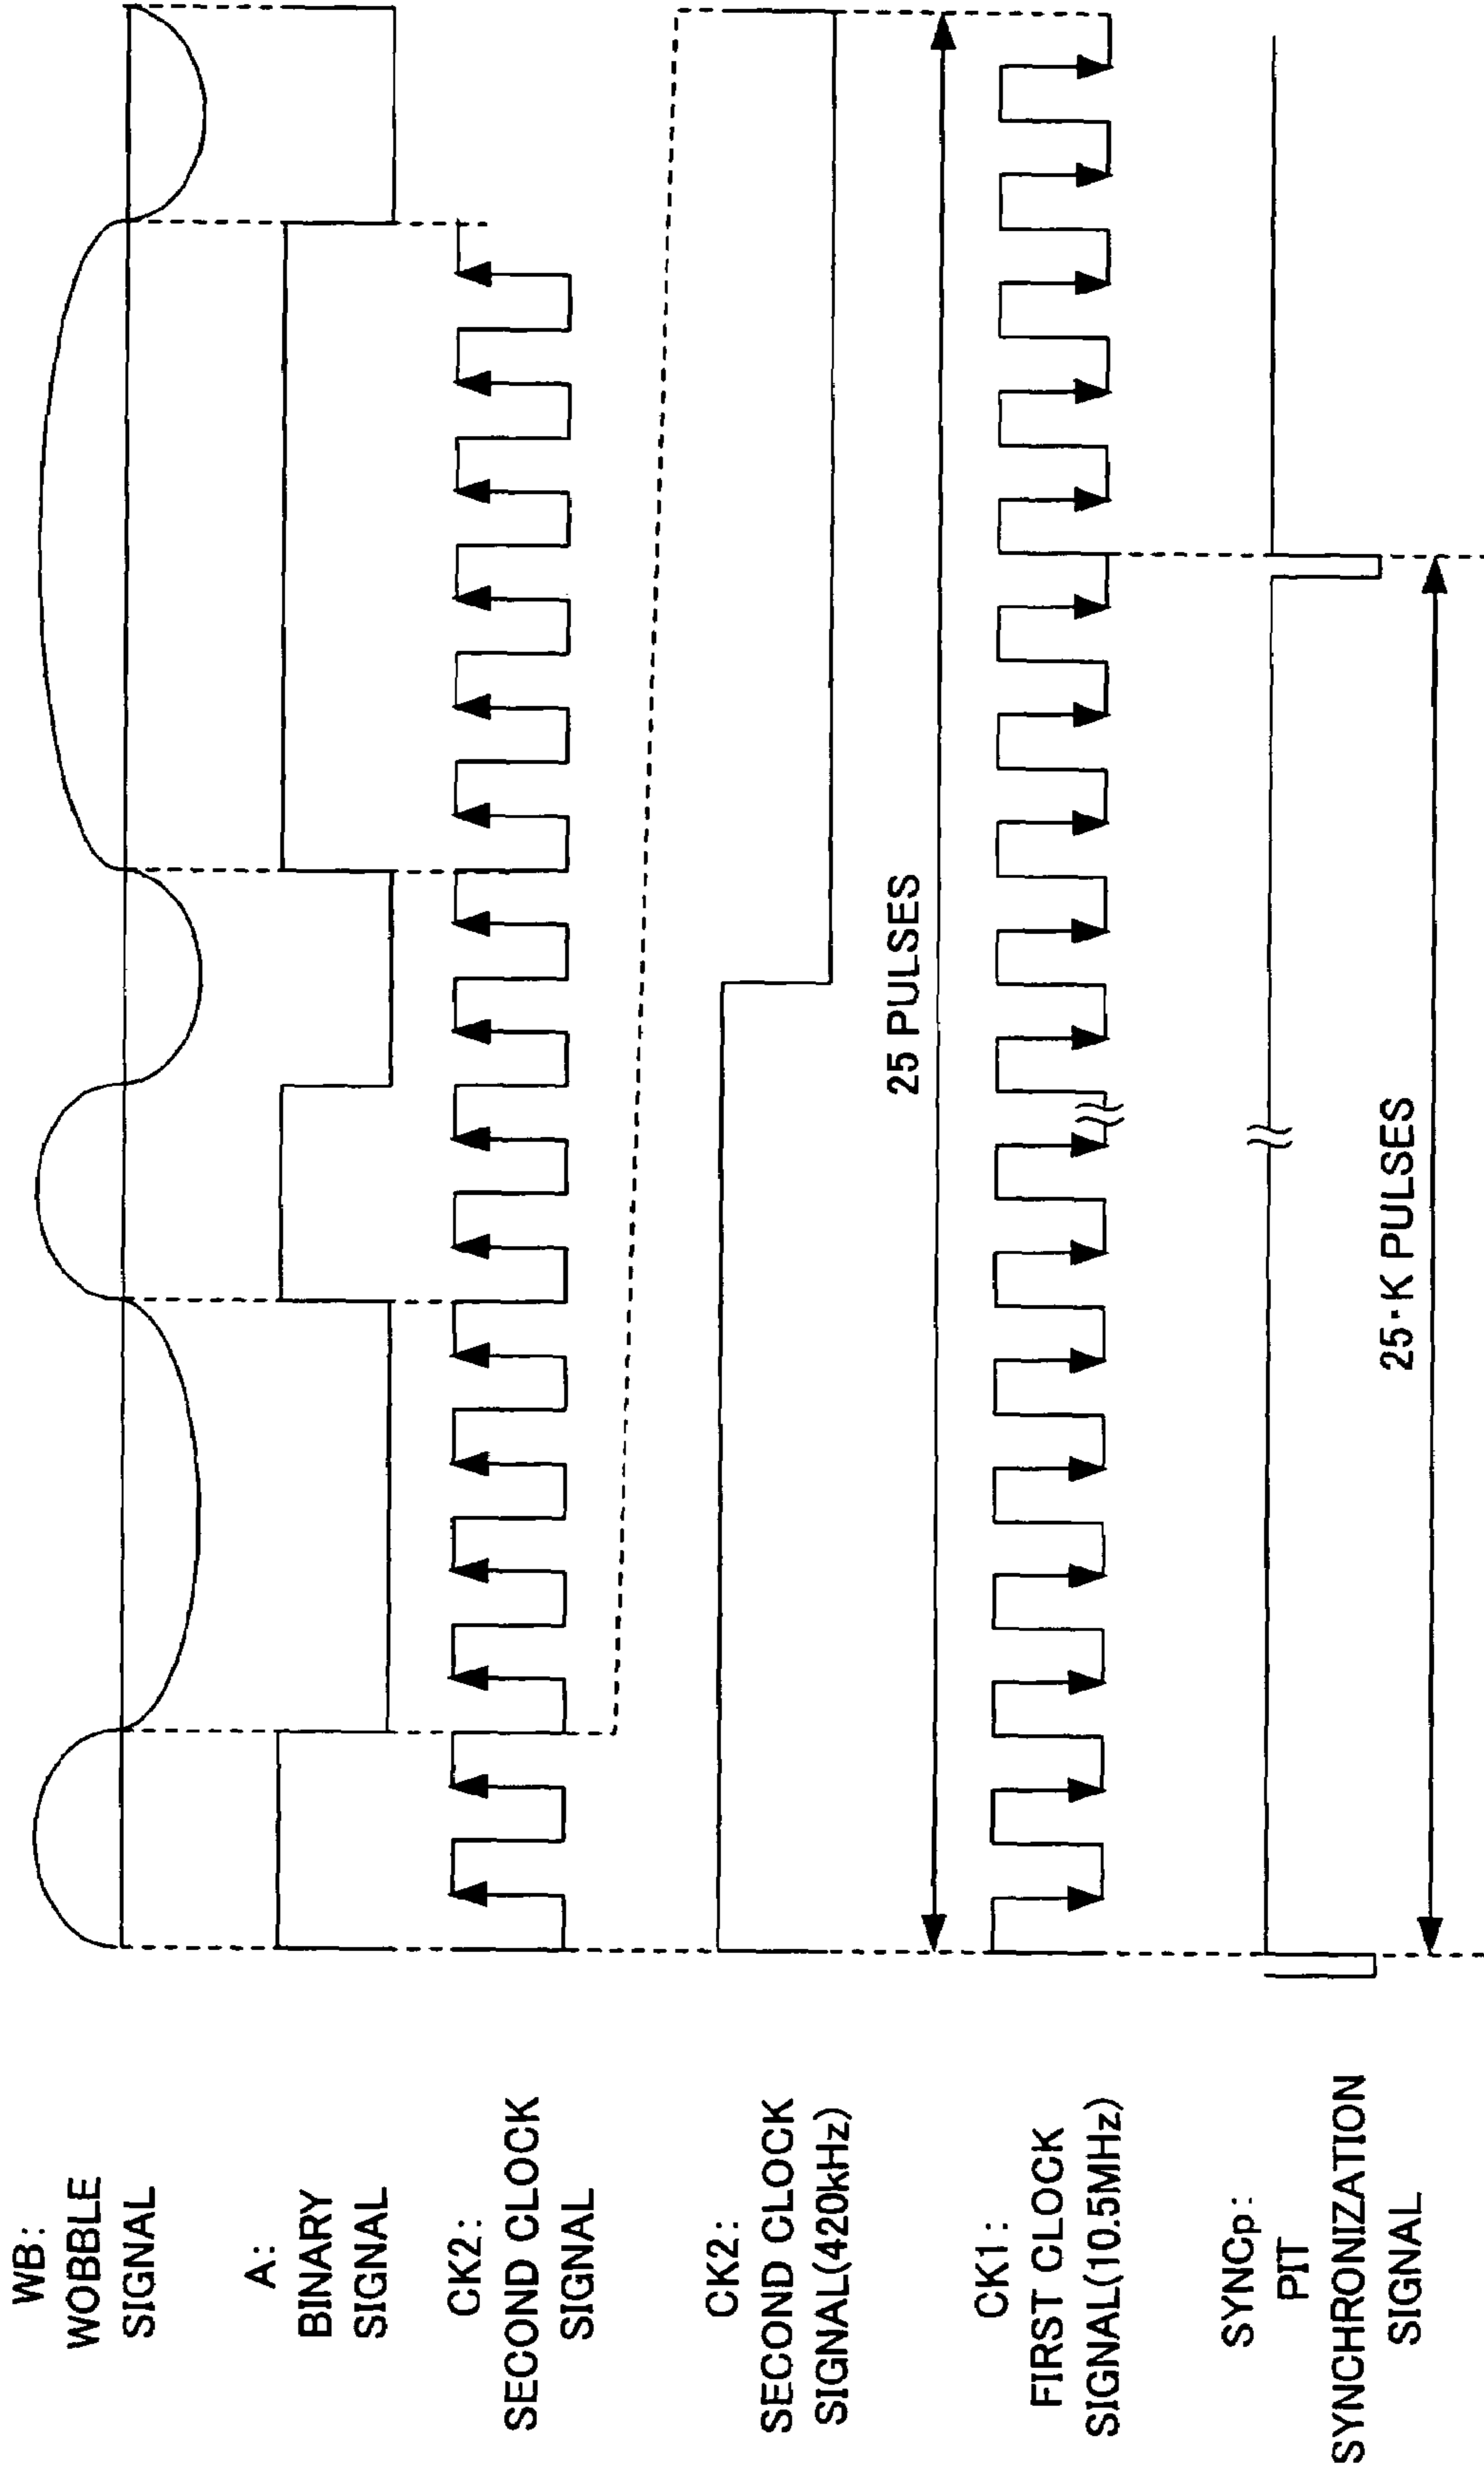 WB:
WOBBLE
SIGNAL
A:
BINARY
SIGNAL
CK2:
SECOND CLOCK
SIGNAL
CK2:
SECOND CLOCK
SIGNAL(420kHz)
25 PULSES
CK1:
FIRST CLOCK
SIGNAL(10.5MHz)
SYNCp:
PIT
SYNCHRONIZATION
SIGNAL
25·K PULSES